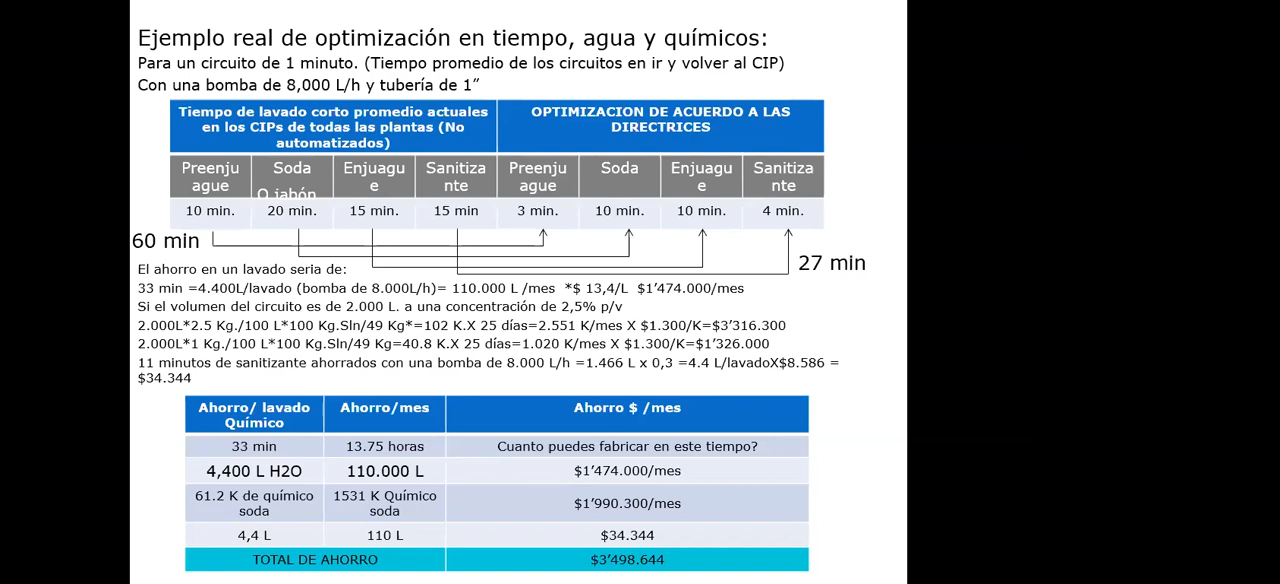 Ejemplo real de optimización en tiempo, agua y químicos:
Para un circuito de 1 minuto. (Tiempo promedio de los circuitos en ir y volver al CIP)
Con una bomba de 8,000 L/h y tubería de 1”
Tiempo de lavado corto promedio actuales
en los CIPs de todas las plantas (No
automatizados)
OPTIMIZACION DE ACUERDO A LAS
DIRECTRICES
Preenju
ague
Soda
O jabón
Enjuagu
e
Sanitiza
nte
Preenju
ague
Soda
Enjuagu
e
Sanitiza
nte
10 min.
20 min.
15 min.
15 min
3 min.
10 min.
10 min.
4 min.
60 min
27 min
El ahorro en un lavado seria de:
33 min =4.400L/lavado (bomba de 8.000L/h)= 110.000 L /mes *$ 13,4/L $1’474.000/mes
Si el volumen del circuito es de 2.000 L. a una concentración de 2,5% p/v
2.000L*2.5 Kg./100 L*100 Kg.Sln/49 Kg*=102 K.X 25 días=2.551 K/mes X $1.300/K=$3’316.300
2.000L*1 Kg./100 L*100 Kg.Sln/49 Kg=40.8 K.X 25 días=1.020 K/mes X $1.300/K=$1’326.000
11 minutos de sanitizante ahorrados con una bomba de 8.000 L/h =1.466 L x 0,3 =4.4 L/lavadoX$8.586 =
$34.344
Ahorro/ lavado
Químico
Ahorro/mes
Ahorro $ /mes
33 min
13.75 horas
Cuanto puedes fabricar en este tiempo?
4,400 L H2O
110.000 L
$1’474.000/mes
61.2 K de químico
soda
1531 K Químico
soda
$1’990.300/mes
4,4 L
110 L
$34.344
TOTAL DE AHORRO
$3’498.644